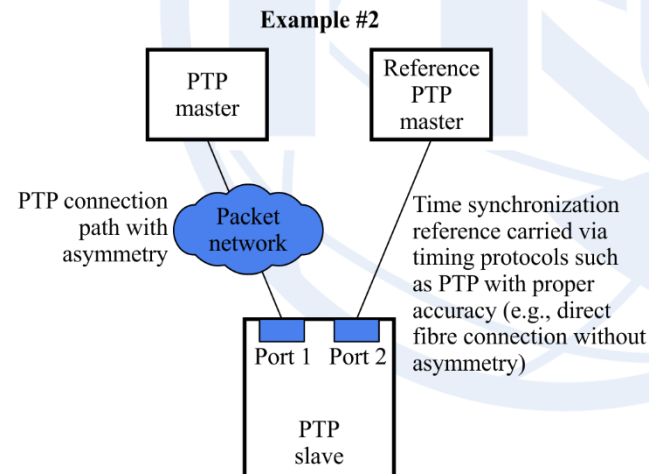 Example #2
PTP
master
Reference
PTP
master
PTP connection
path with
asymmetry
Packet
network
Time synchronization
reference carried via
timing protocols such
as PTP with proper
accuracy (e.g., direct
fibre connection without
asymmetry)
Port 1
Port 2
PTP
slave